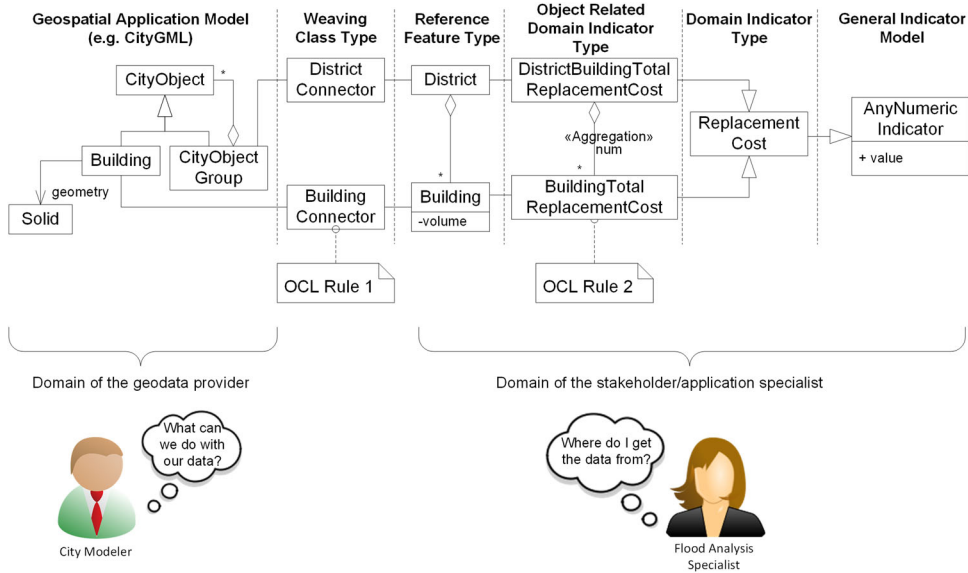 Geospatial Application Model
(e.g. CityGML)
Weaving
Class Type
Reference
Feature Type
Object Related
Domain Indicator
Type
Domain Indicator
Type
General Indicator
Model
CityObject
*
Building
CityObject
Group
geometry
Solid
District
Connector
Building
Connector
OCL Rule 1
District
*
Building
-volume
DistrictBuildingTotal
ReplacementCost
«Aggregation»
num
*
BuildingTotal
ReplacementCost
OCL Rule 2
Replacement
Cost
AnyNumeric
Indicator
+ value
Domain of the geodata provider
Domain of the stakeholder/application specialist
What can
we do with
our data?
City Modeler
Where do I get
the data from?
Flood Analysis
Specialist